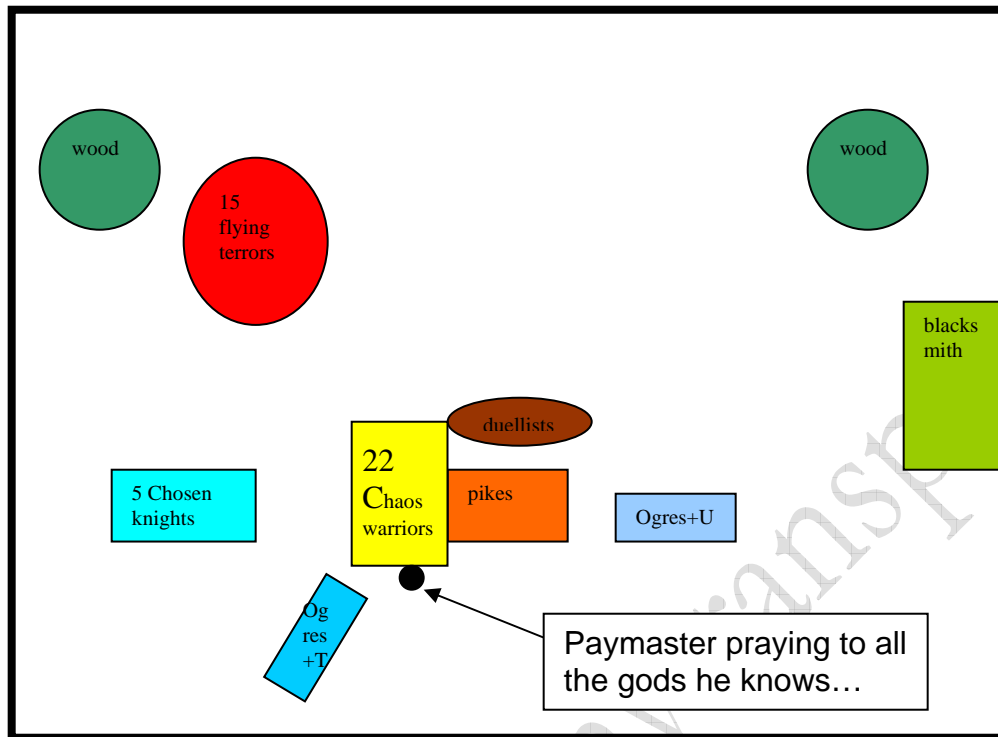 wood
wood
15
flying
terrors
blacks
mith
duellists
22
Chaos
warriors
5 Chosen
knights
pikes
Ogres+U
Og
res
+T
Paymaster praying to all
the gods he knows…